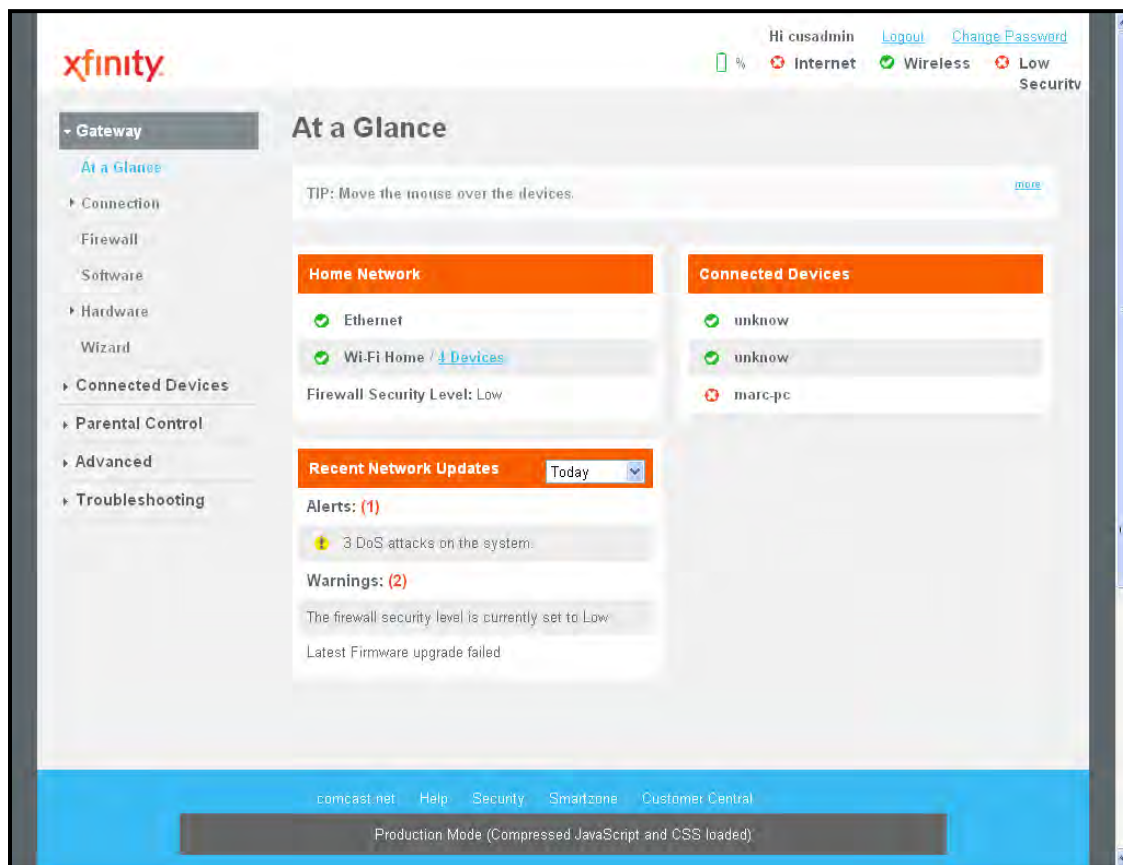 Hi cusadmin Logout Change Password
xfinity
% Internet Wireless Low Security
Gateway
At a Glance
Connection
Firewall
Software
Hardware
Wizard
Connected Devices
Parental Control
Advanced
Troubleshooting
At a Glance
TIP: Move the mouse over the devices.
more
Home Network
Ethernet
Wi-Fi Home / 4 Devices
Firewall Security Level: Low
Connected Devices
unknow
unknow
marc-pc
Recent Network Updates Today
Alerts: (1)
3 DoS attacks on the system.
Warnings: (2)
The firewall security level is currently set to Low
Latest Firmware upgrade failed
comcast.net Help Security Smartzone Customer Central
Production Mode (Compressed JavaScript and CSS loaded)